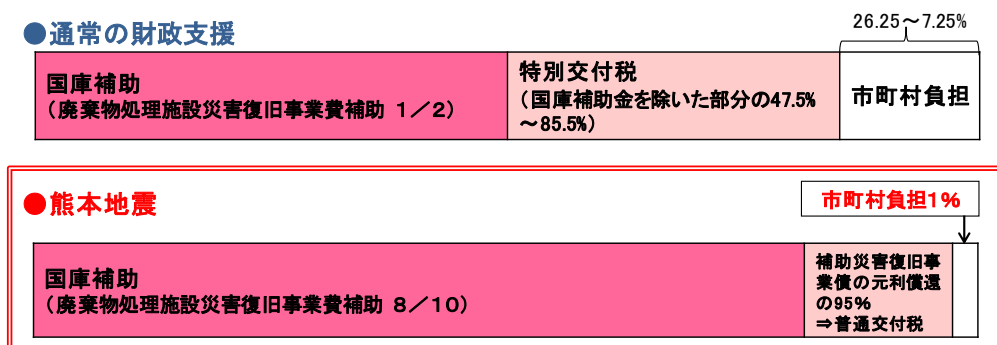 ●通常の財政支援
26.25～7.25%
国庫補助
（廃棄物処理施設災害復旧事業費補助 １／２）
特別交付税
（国庫補助金を除いた部分の47.5%
～85.5%）
市町村負担
●熊本地震
市町村負担１％
国庫補助
（廃棄物処理施設災害復旧事業費補助 ８／１０）
補助災害復旧事
業債の元利償還
の95%
⇒普通交付税